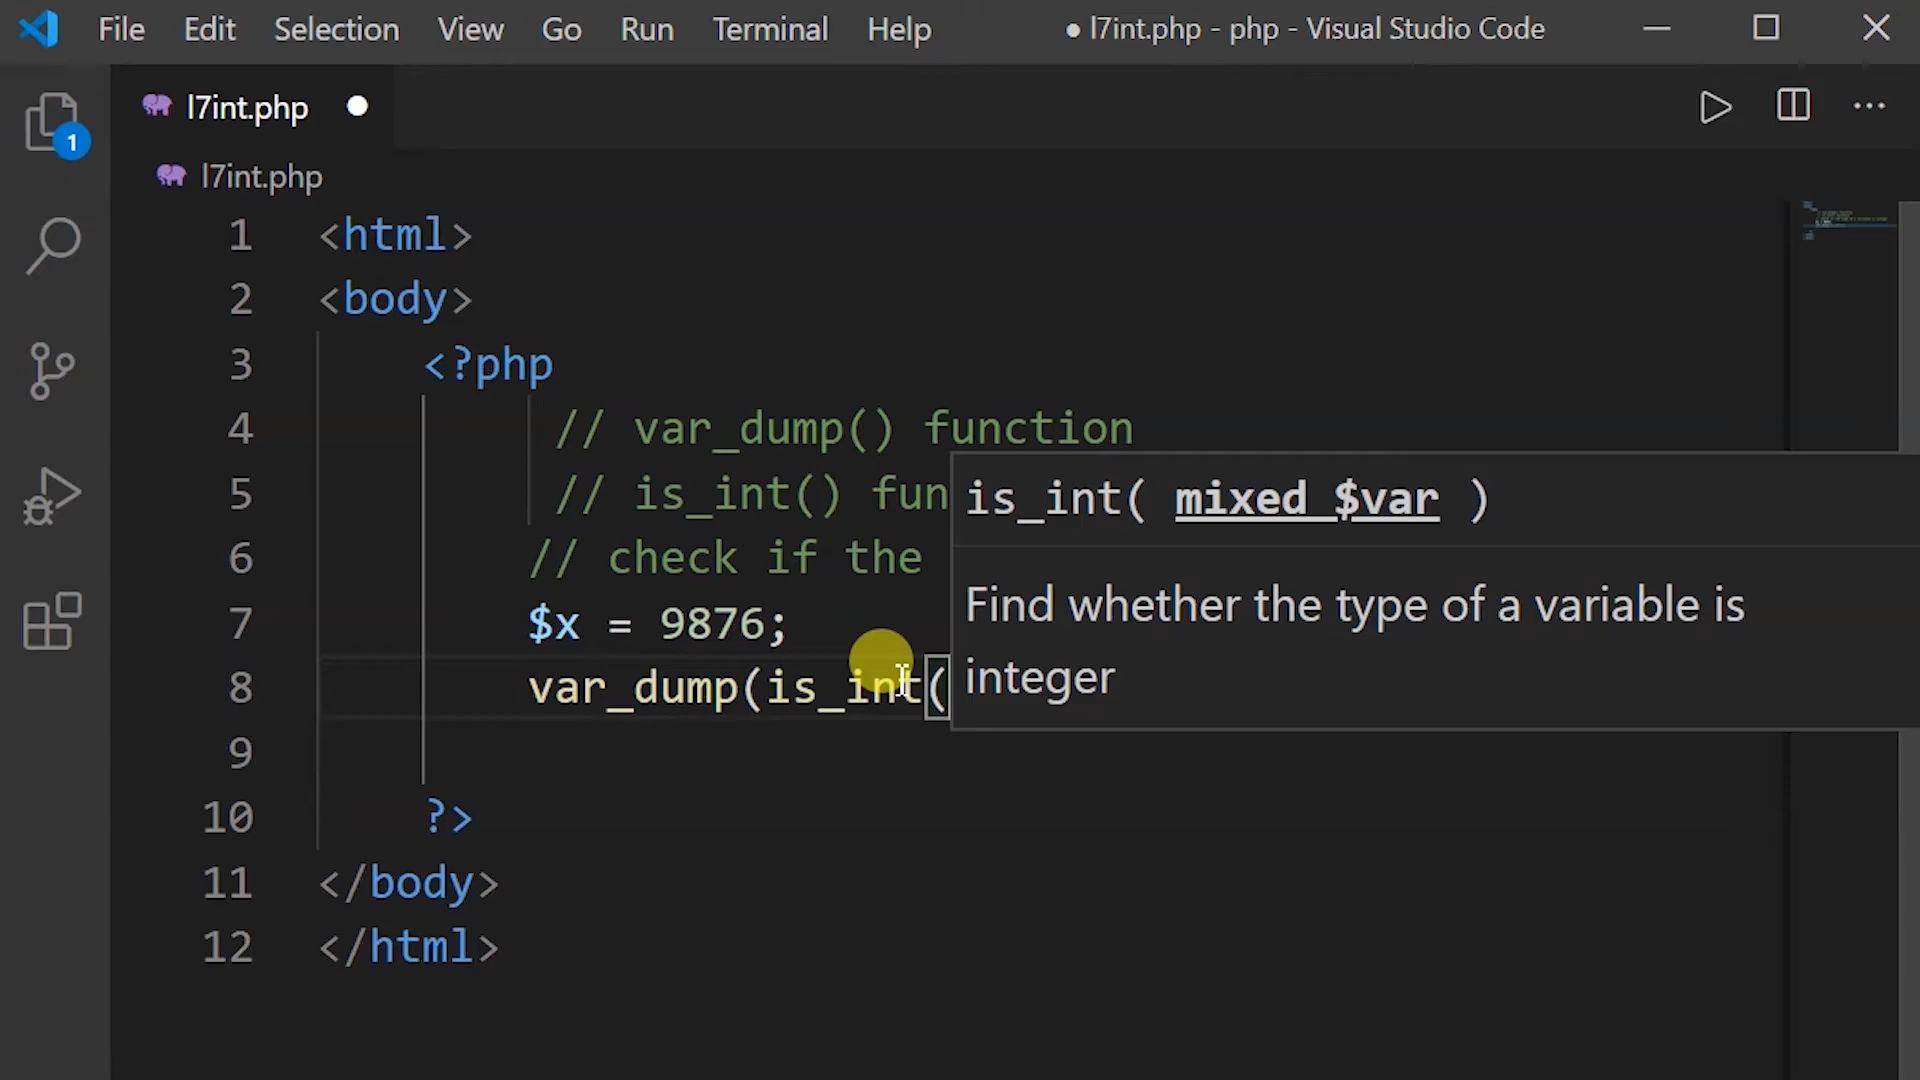 File Edit Selection View Go Run Terminal Help ● l7int.php - php - Visual Studio Code
l7int.php
1
l7int.php
1 <html>
2 <body>
3 <?php
4 // var_dump() function
5 // is_int() fun
is_int( mixed $var )
6 // check if the
Find whether the type of a variable is
integer
7 $x = 9876;
8 var_dump(is_int(
9
10 ?>
11 </body>
12 </html>